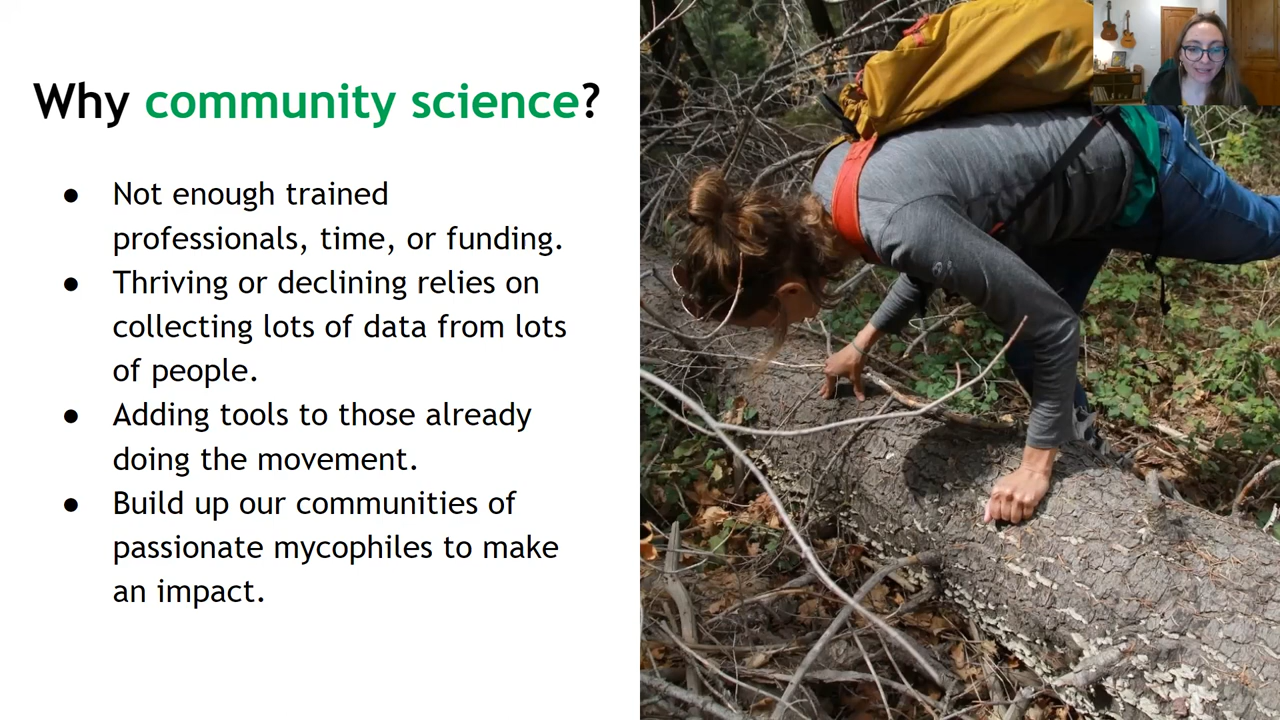 Why community science?
● Not enough trained
professionals, time, or funding.
● Thriving or declining relies on
collecting lots of data from lots
of people.
● Adding tools to those already
doing the movement.
● Build up our communities of
passionate mycophiles to make
an impact.